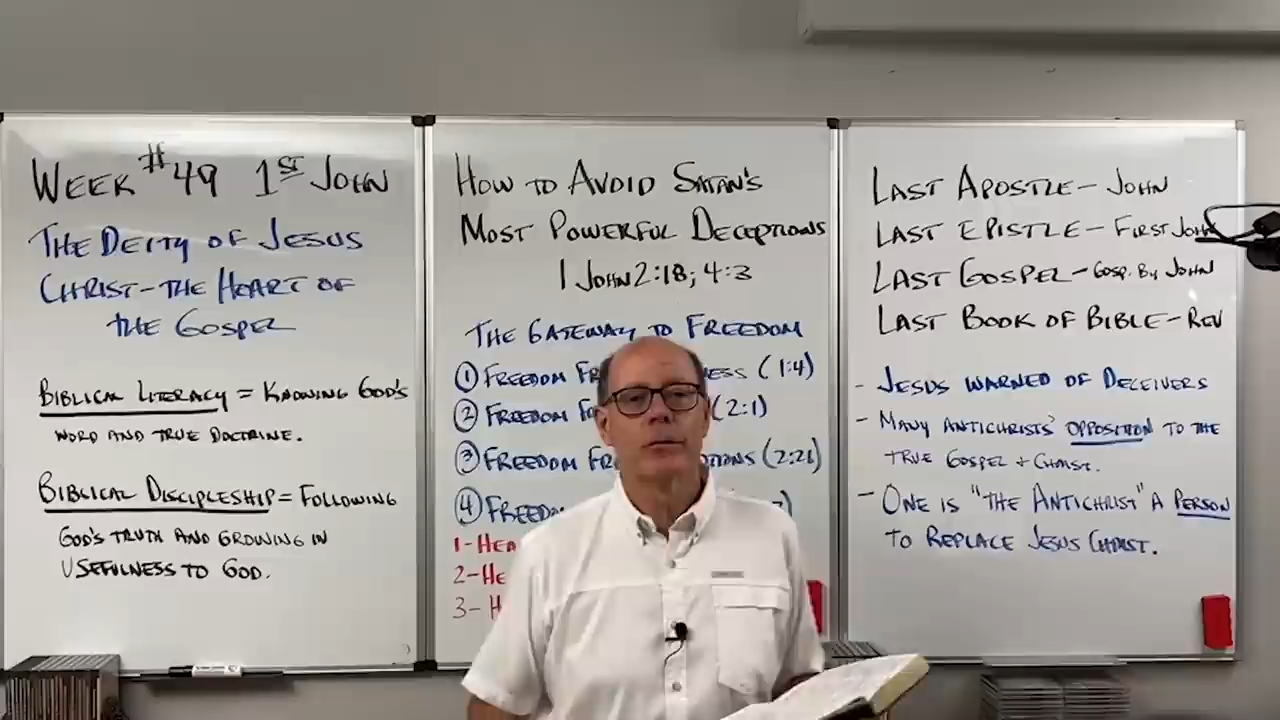 WEEK #49 1ST JOHN
THE DEITY OF JESUS
CHRIST-THE HEART OF
THE GOSPEL
BIBLICAL LITERACY = KNOWING GOD'S
WORD AND TRUE DOCTRINE.
BIBLICAL DISCIPLESHIP = FOLLOWING
GOD'S TRUTH AND GROWING IN
USEFULNESS TO GOD.
HOW TO AVOID SATAN'S
MOST POWERFUL DECEPTIONS
1 JOHN 2:18; 4:3
THE GATEWAY TO FREEDOM
1 FREEDOM (1:4)
2 FREEDOM (2:1)
3 FREEDOM (2:26)
4
1-
2-
3-
LAST APOSTLE- JOHN
LAST EPISTLE- FIRST JOHN
LAST GOSPEL- GOSP. BY JOHN
LAST BOOK OF BIBLE- REV
- JESUS WARNED OF DECEIVERS
- MANY ANTICHRISTS' OPPOSITION TO THE
TRUE GOSPEL + CHRIST.
- ONE IS "THE ANTICHRIST" A PERSON
TO REPLACE JESUS CHRIST.